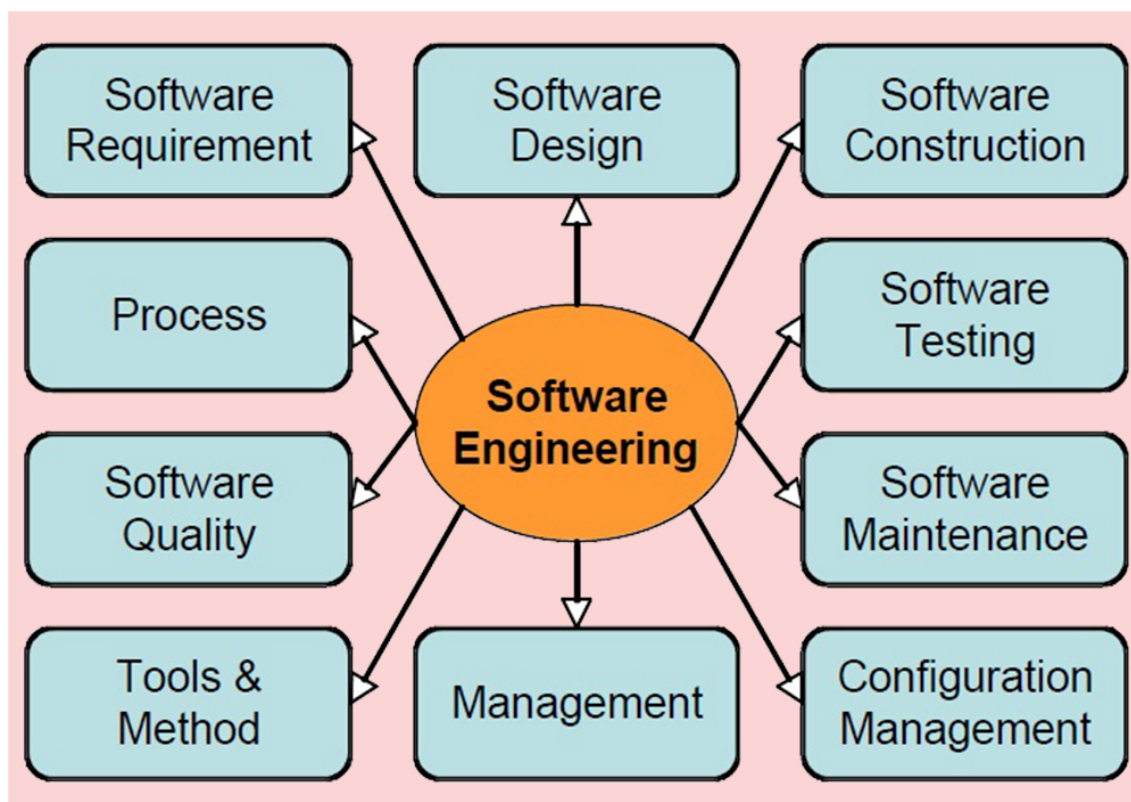 Software
Requirement
Software
Design
Software
Construction
Process
Software
Testing
Software
Engineering
Software
Quality
Software
Maintenance
Tools &
Method
Management
Configuration
Management